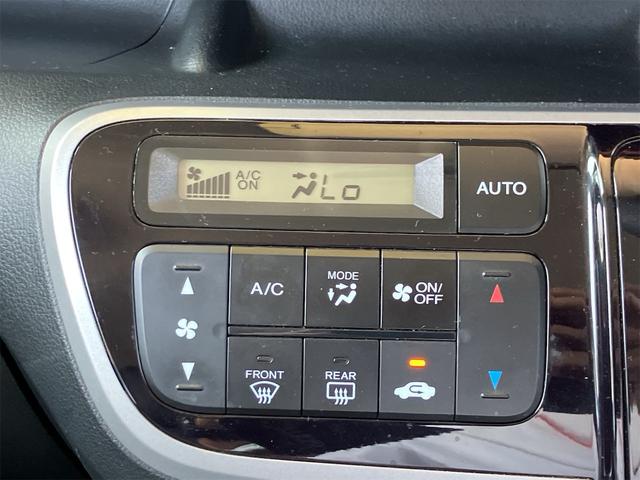 A/C
ON
Lo
AUTO
A/C
MODE
ON/
OFF
FRONT
REAR